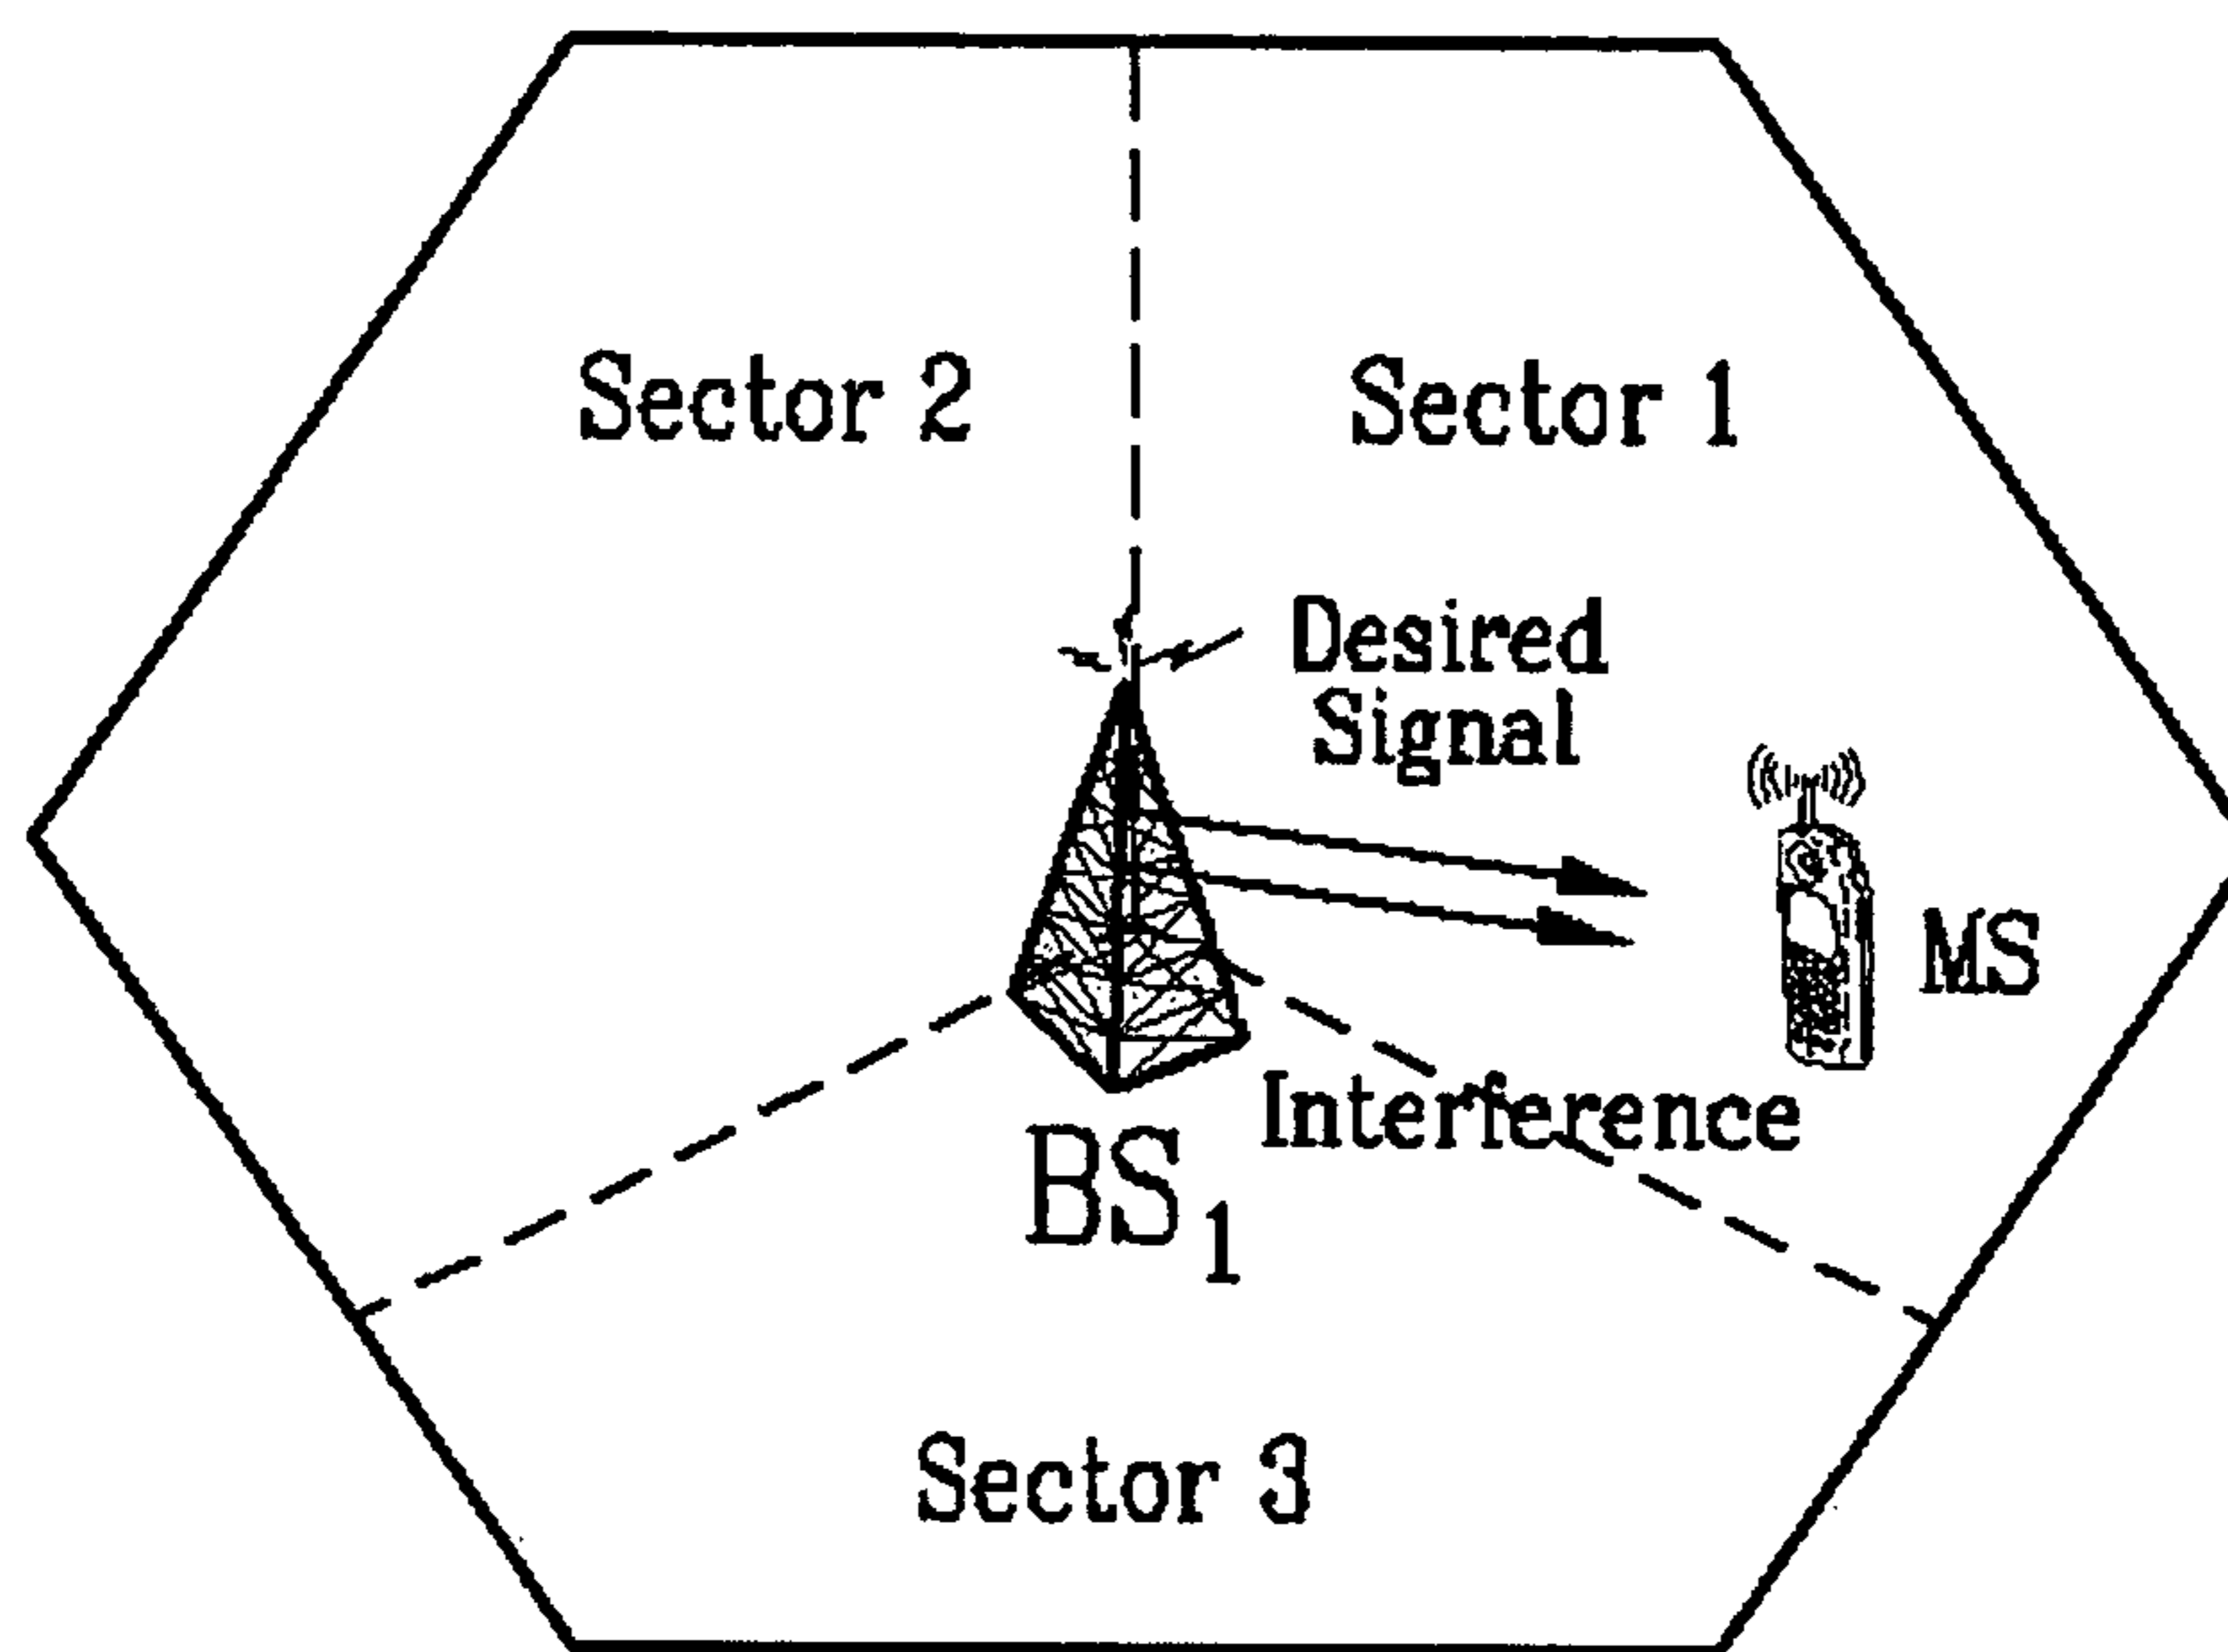 Sector 2
Sector 1
Desired
Signal
MS
Interference
BS1
Sector 3